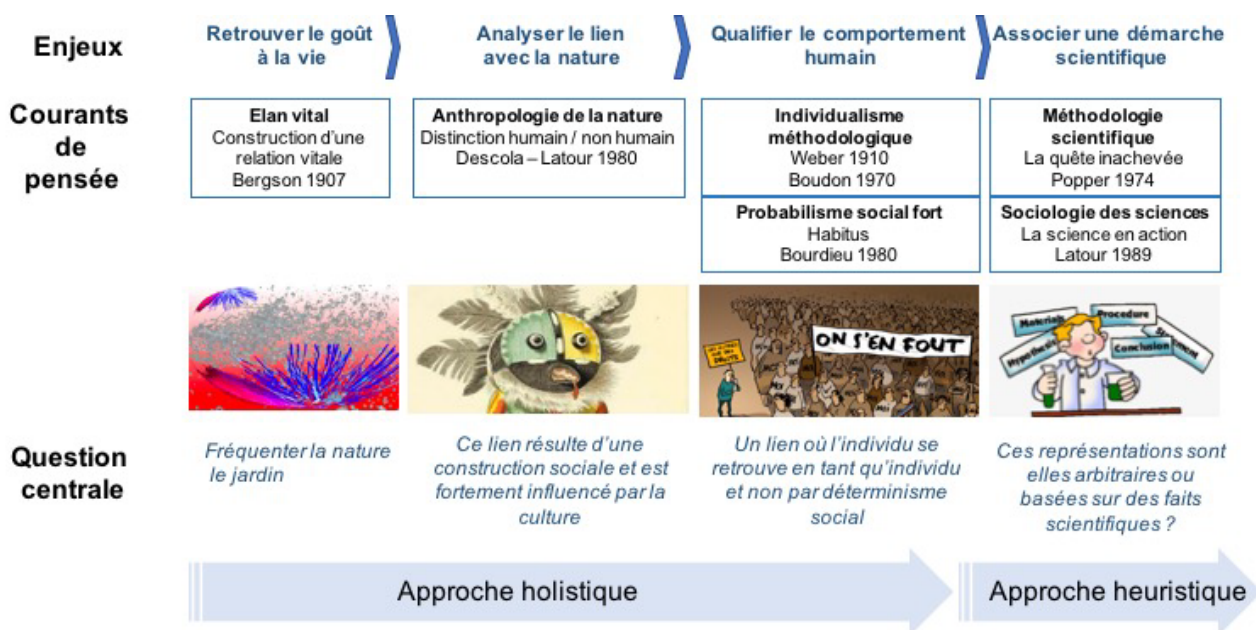 Enjeux
Retrouver le goût
à la vie
Analyser le lien
avec la nature
Qualifier le comportement
humain
Associer une démarche
scientifique
Courants
de
pensée
Elan vital
Construction d'une
relation vitale
Bergson 1907
Anthropologie de la nature
Distinction humain / non humain
Descola – Latour 1980
Individualisme
méthodologique
Weber 1910
Boudon 1970
Probabilisme social fort
Habitus
Bourdieu 1980
Méthodologie
scientifique
La quête inachevée
Popper 1974
Sociologie des sciences
La science en action
Latour 1989
ON S'EN FOUT
MOI
Materials
Procedure
Hypothesis
Conclusion
Question
centrale
Fréquenter la nature
le jardin
Ce lien résulte d'une
construction sociale et est
fortement influencé par la
culture
Un lien où l'individu se
retrouve en tant qu'individu
et non par déterminisme
social
Ces représentations sont
elles arbitraires ou
basées sur des faits
scientifiques ?
Approche holistique
Approche heuristique